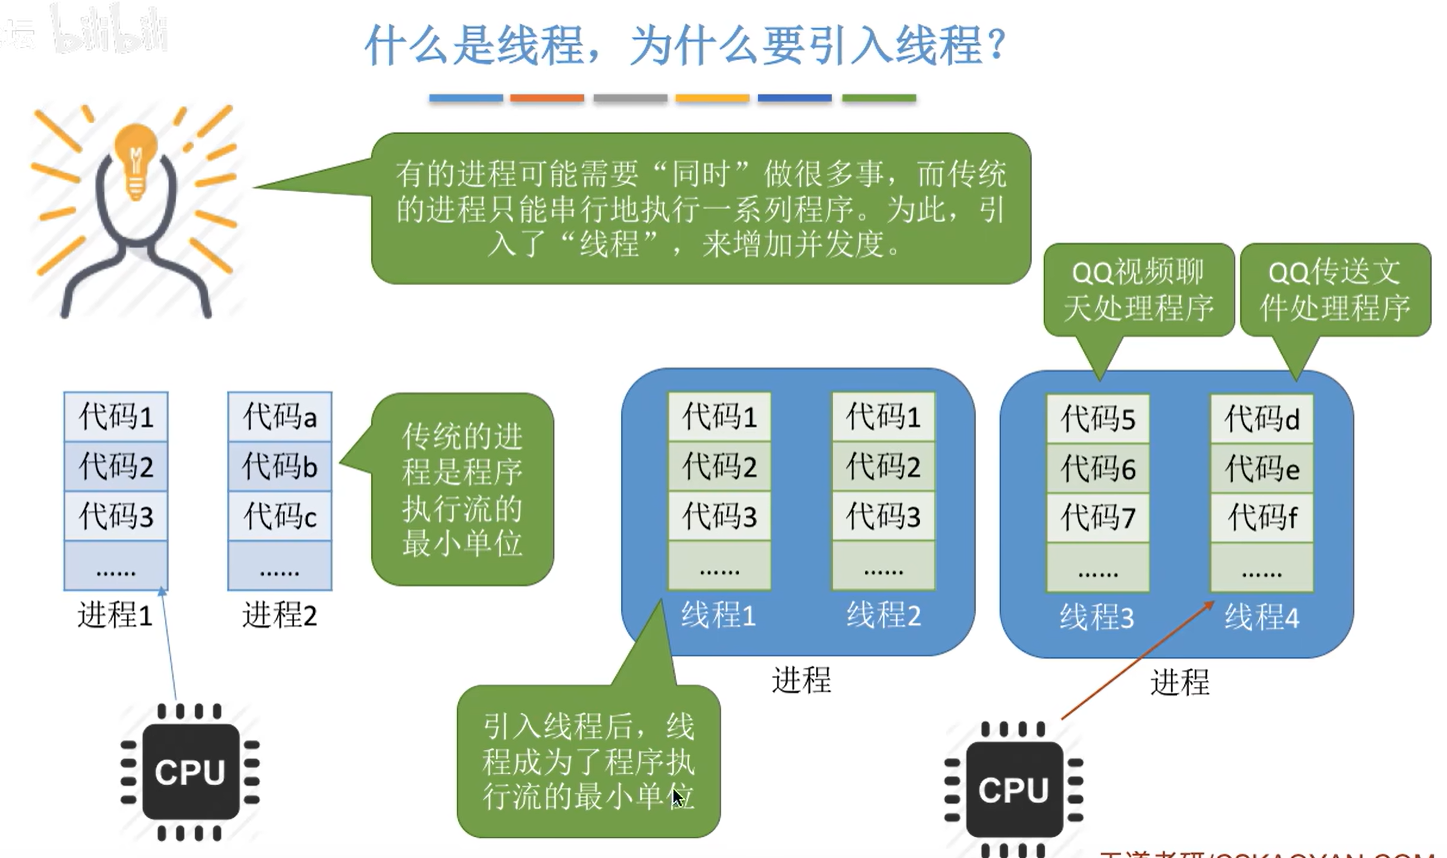 坛 bilibili
什么是线程，为什么要引入线程？
有的进程可能需要“同时”做很多事，而传统
的进程只能串行地执行一系列程序。为此，引
入了“线程”，来增加并发度。
QQ视频聊
天处理程序
QQ传送文
件处理程序
代码1
代码2
代码3
……
进程1
代码a
代码b
代码c
……
进程2
传统的进
程是程序
执行流的
最小单位
代码1
代码2
代码3
……
线程1
代码1
代码2
代码3
……
线程2
进程
代码5
代码6
代码7
……
线程3
代码d
代码e
代码f
……
线程4
进程
CPU
引入线程后，线
程成为了程序执
行流的最小单位
CPU
王道考研/CSKAOYAN.COM